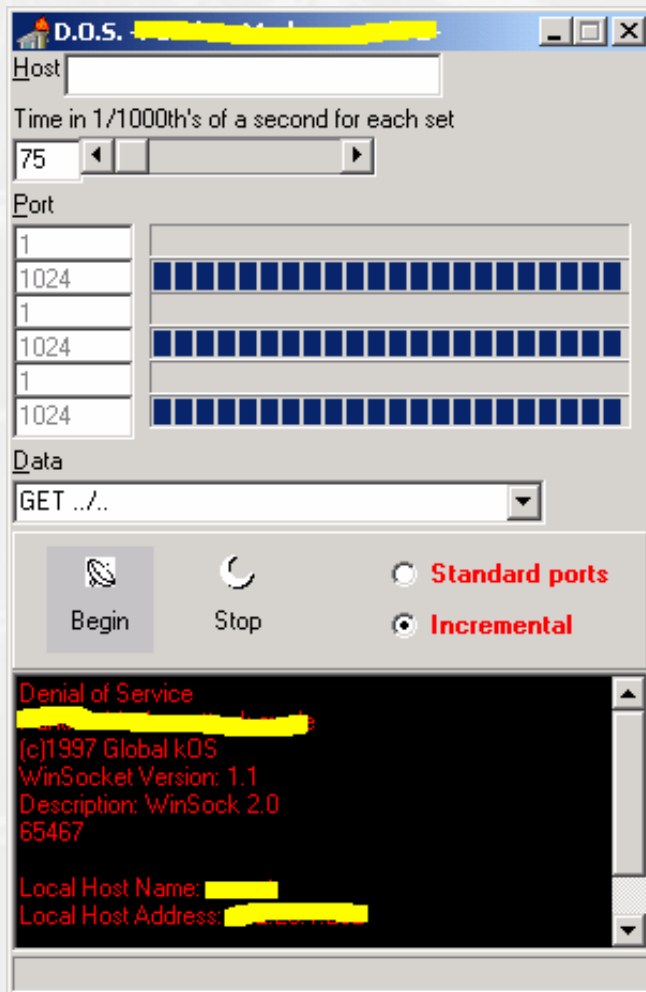 D.O.S. -
Host
Time in 1/1000th's of a second for each set
75
Port
1
1024
1
1024
1
1024
Data
GET ../..
Standard ports
Begin
Stop
Incremental
Denial of Service
(c)1997 Global kOS
WinSocket Version: 1.1
Description: WinSock 2.0
65467
Local Host Name:
Local Host Address: